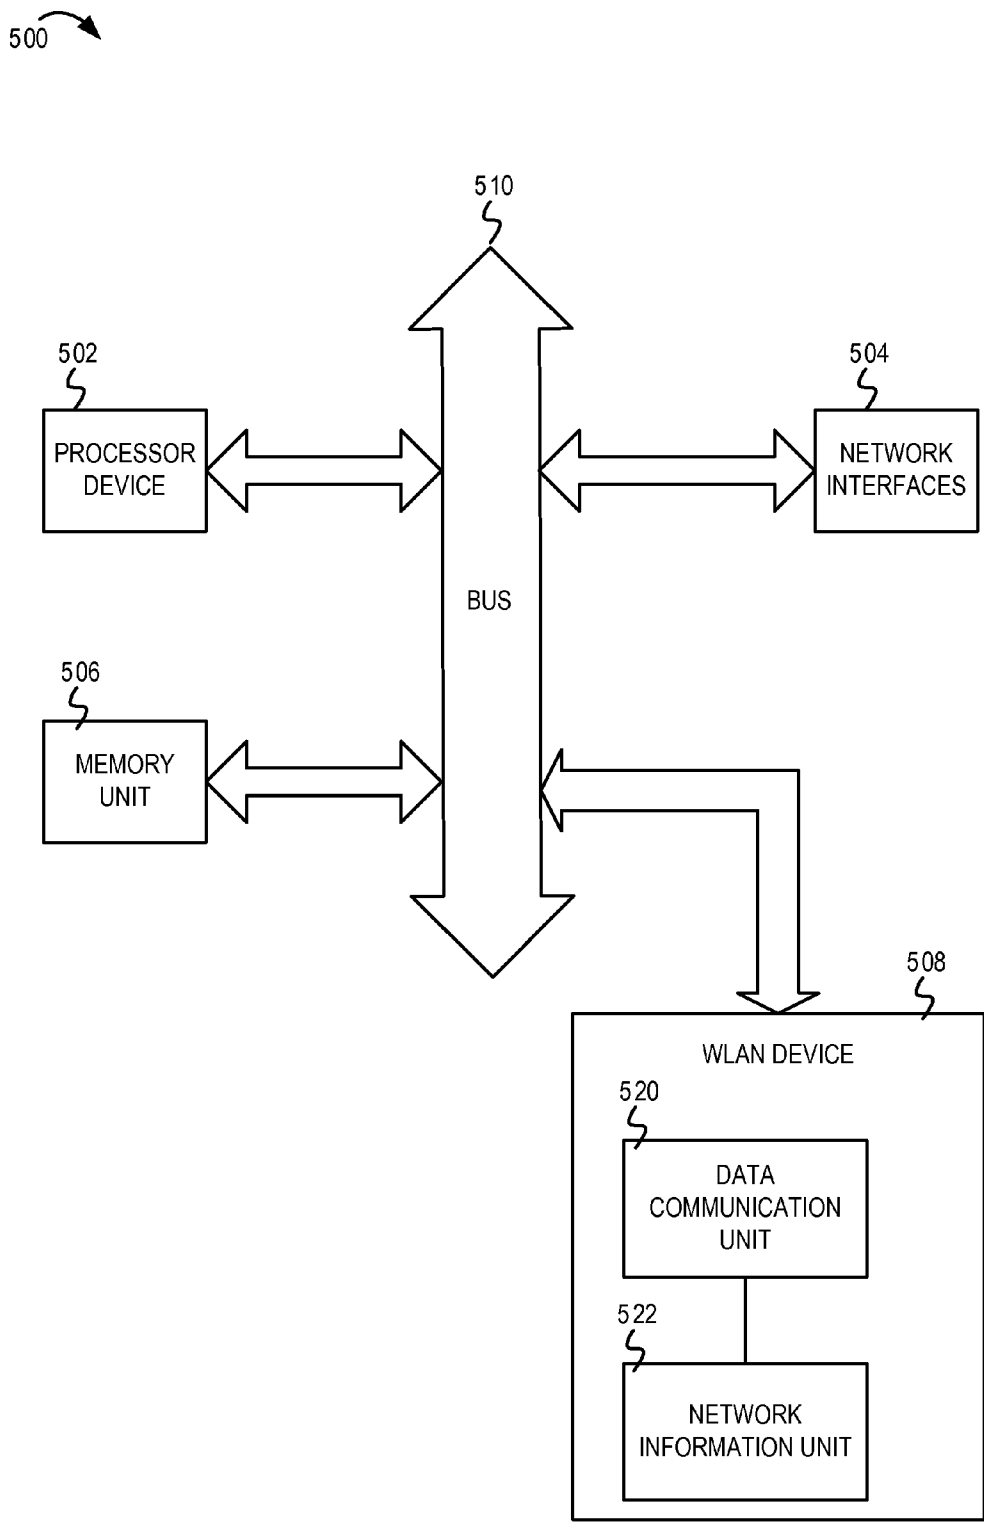 500
510
502
504
PROCESSOR
DEVICE
NETWORK
INTERFACES
BUS
506
MEMORY
UNIT
508
WLAN DEVICE
520
DATA
COMMUNICATION
UNIT
522
NETWORK
INFORMATION UNIT